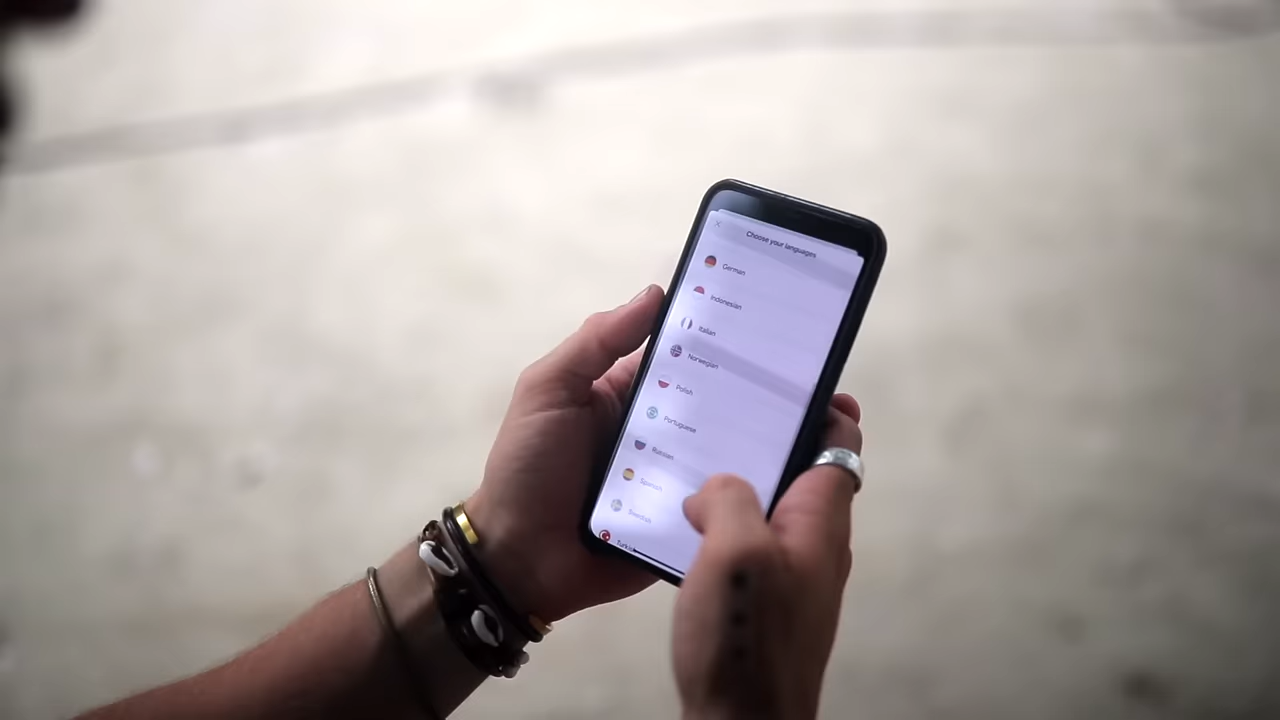 Choose your languages
German
Indonesian
Italian
Norwegian
Polish
Portuguese
Russian
Spanish
Swedish